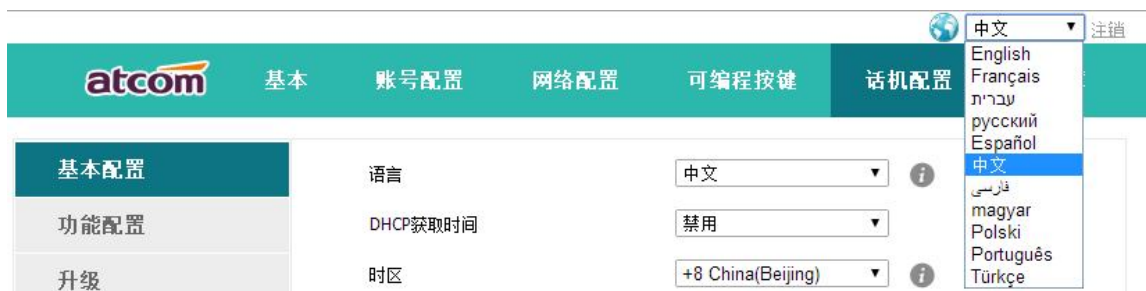 中文 注销
English
Français
עברית
русский
Español
中文
فارسی
magyar
Polski
Português
Türkçe
atcom 基本 账号配置 网络配置 可编程按键 话机配置
基本配置
功能配置
升级
语言 中文
DHCP获取时间 禁用
时区 +8 China(Beijing)